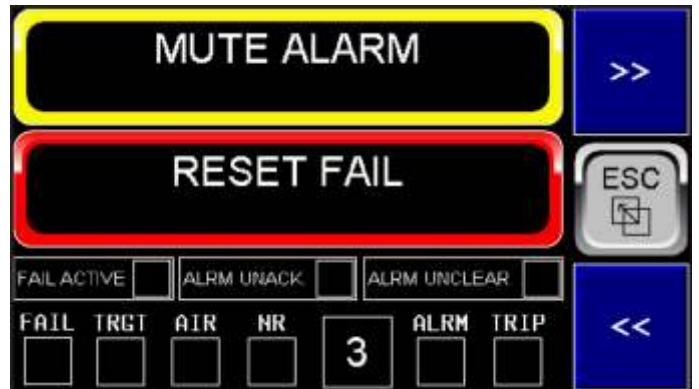 MUTE ALARM
>>
RESET FAIL
ESC
FAIL ACTIVE ALRM UNACK ALRM UNCLEAR
FAIL TRGT AIR NR 3 ALRM TRIP
<<